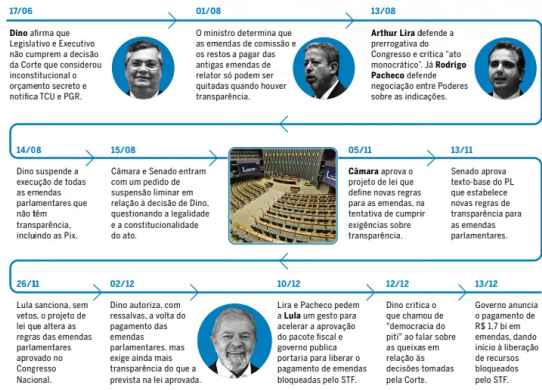 17/06
Dino afirma que
Legislativo e Executivo
não cumprem a decisão
da Corte que considerou
inconstitucional o
orçamento secreto e
notifica TCU e PGR.
01/08
O ministro determina que
as emendas de comissão e
os restos a pagar das
antigas emendas de
relator só podem ser
quitadas quando houver
transparência.
13/08
Arthur Lira defende a
prerrogativa do
Congresso e critica "ato
monocrático". Já Rodrigo
Pacheco defende
negociação entre Poderes
sobre as indicações.
14/08
Dino suspende a
execução de todas
as emendas
parlamentares que
não têm
transparência,
incluindo as Pix.
15/08
Câmara e Senado entram
com um pedido de
suspensão liminar em
relação à decisão de Dino,
questionando a legalidade
e a constitucionalidade
do ato.
05/11
Câmara aprova o
projeto de lei que
define novas regras
para as emendas, na
tentativa de cumprir
exigências sobre
transparência.
13/11
Senado aprova
texto-base do PL
que estabelece
novas regras de
transparência para
as emendas
parlamentares.
26/11
Lula sanciona, sem
vetos, o projeto de
lei que altera as
regras das emendas
parlamentares
aprovado no
Congresso
Nacional.
02/12
Dino autoriza, com
ressalvas, a volta do
pagamento das
emendas
parlamentares. mas
exige ainda mais
transparência do que a
prevista na lei aprovada.
10/12
Lira e Pacheco pedem
a Lula um gesto para
acelerar a aprovação
do pacote fiscal e
governo publica
portaria para liberar o
pagamento de emendas
bloqueadas pelo STF.
12/12
Dino critica o
que chamou de
"democracia do
piti" ao falar sobre
as queixas em
relação às
decisões tomadas
pela Corte.
13/12
Governo anuncia
o pagamento de
R$ 1,7 bi em
emendas, dando
início à liberação
de recursos
bloqueados
pelo STF.